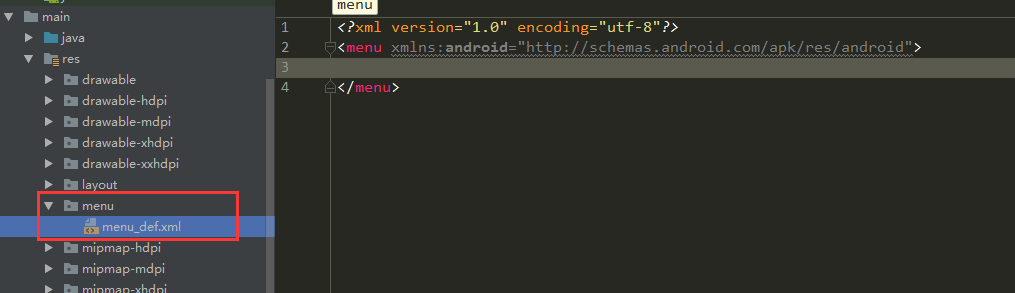 main
java
res
drawable
drawable-hdpi
drawable-mdpi
drawable-xhdpi
drawable-xxhdpi
layout
menu
menu_def.xml
mipmap-hdpi
mipmap-mdpi
mipmap-xhdpi
menu
1 <?xml version="1.0" encoding="utf-8"?>
2 <menu xmlns:android="http://schemas.android.com/apk/res/android">
3
4 </menu>